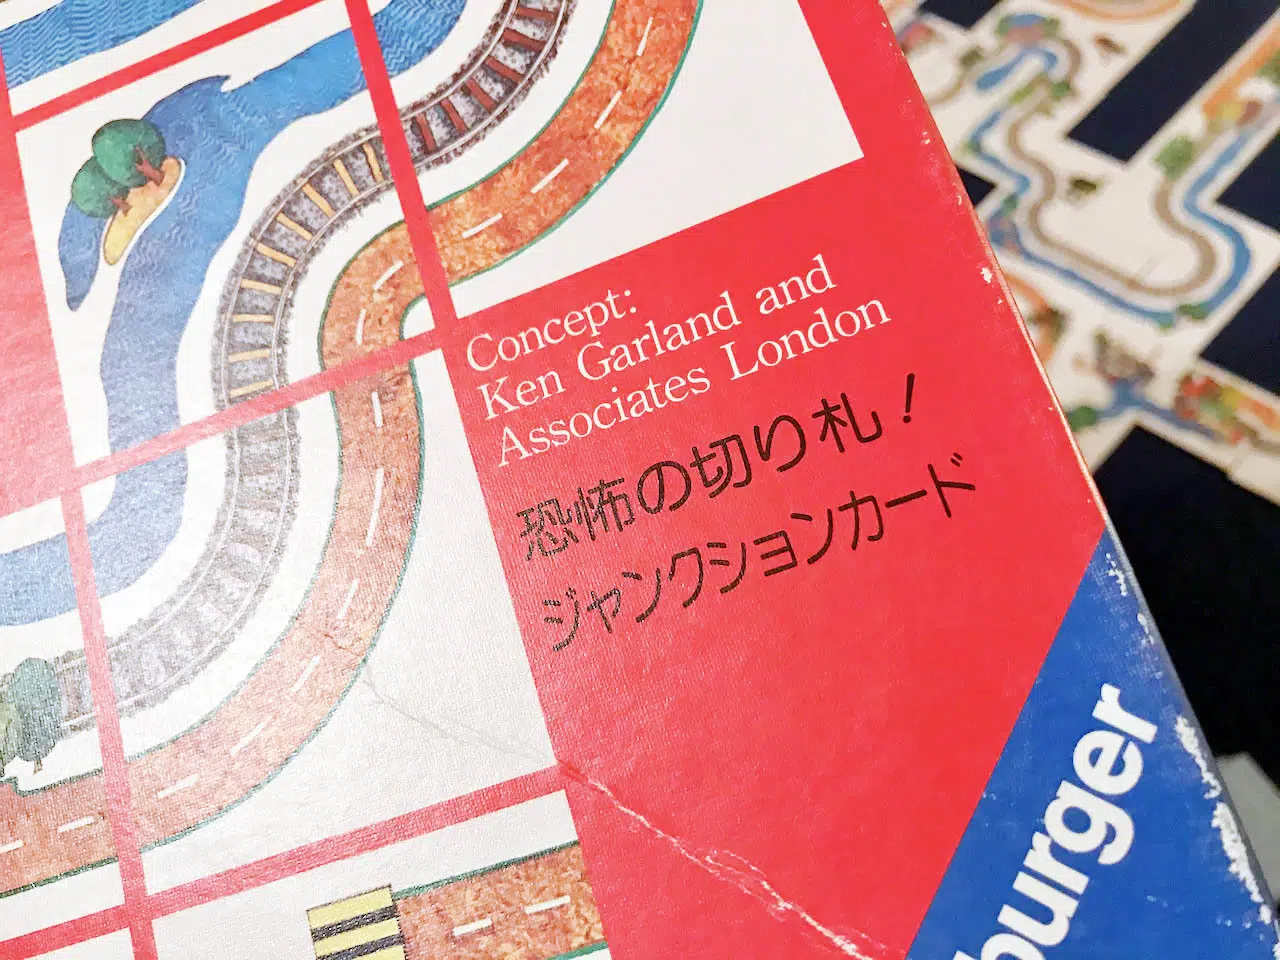 Concept:
Ken Garland and
Associates London
恐怖の切り札！
ジャンクションカード
burger